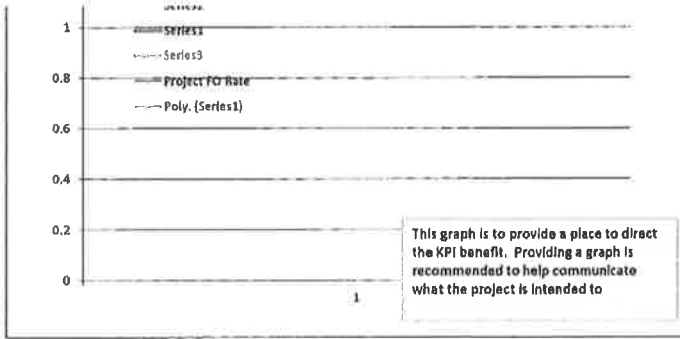 1
Series1
Series3
0.8
Project FO Rate
Poly. (Series1)
0.6
0.4
0.2
This graph is to provide a place to direct
the KPI benefit. Providing a graph is
recommended to help communicate
what the project is intended to
0
1